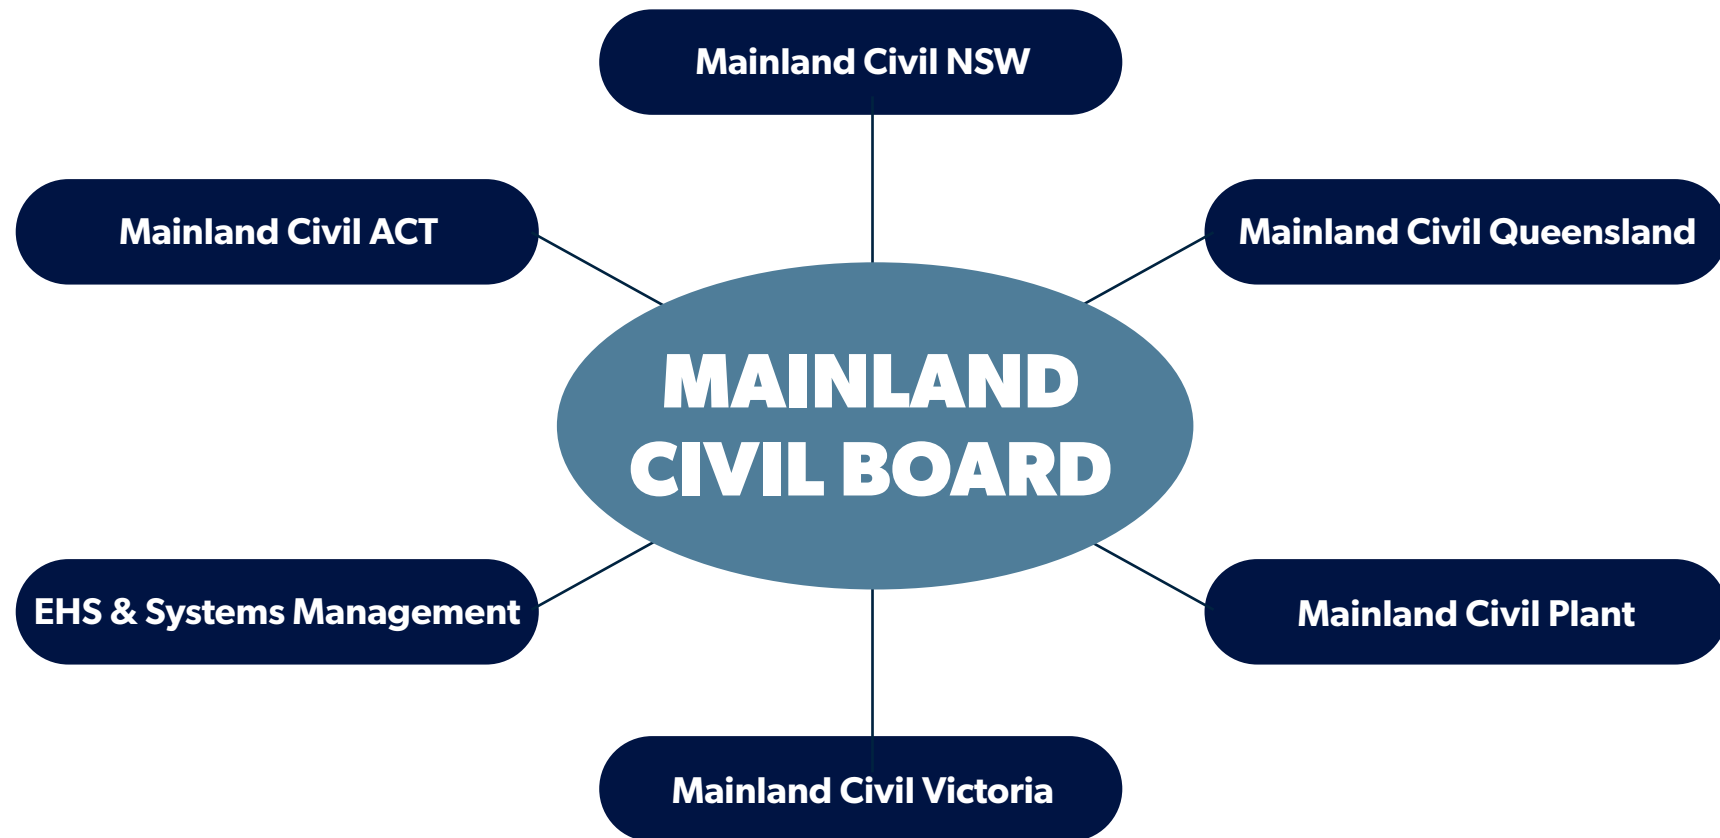 Mainland Civil NSW
Mainland Civil ACT
Mainland Civil Queensland
MAINLAND
CIVIL BOARD
EHS & Systems Management
Mainland Civil Plant
Mainland Civil Victoria